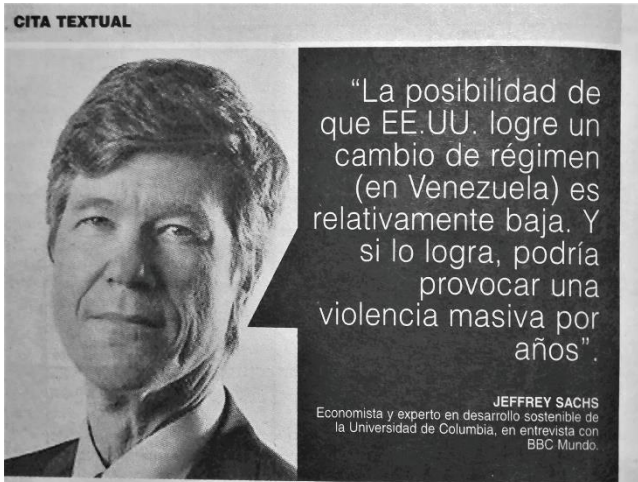 CITA TEXTUAL
“La posibilidad de
que EE.UU. logre un
cambio de régimen
(en Venezuela) es
relativamente baja. Y
si lo logra, podría
provocar una
violencia masiva por
años”.
JEFFREY SACHS
Economista y experto en desarrollo sostenible de
la Universidad de Columbia, en entrevista con
BBC Mundo.